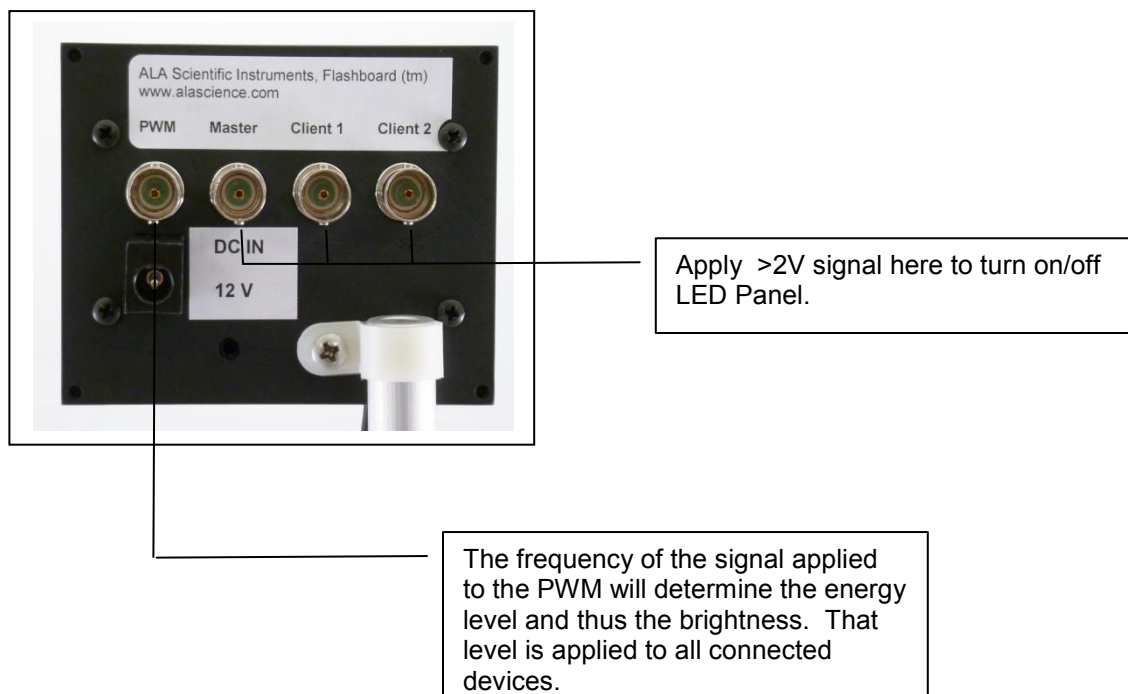 ALA Scientific Instruments, Flashboard (tm)
www.alascience.com
PWM Master Client 1 Client 2
DC IN
12 V
Apply >2V signal here to turn on/off
LED Panel.
The frequency of the signal applied
to the PWM will determine the energy
level and thus the brightness. That
level is applied to all connected
devices.